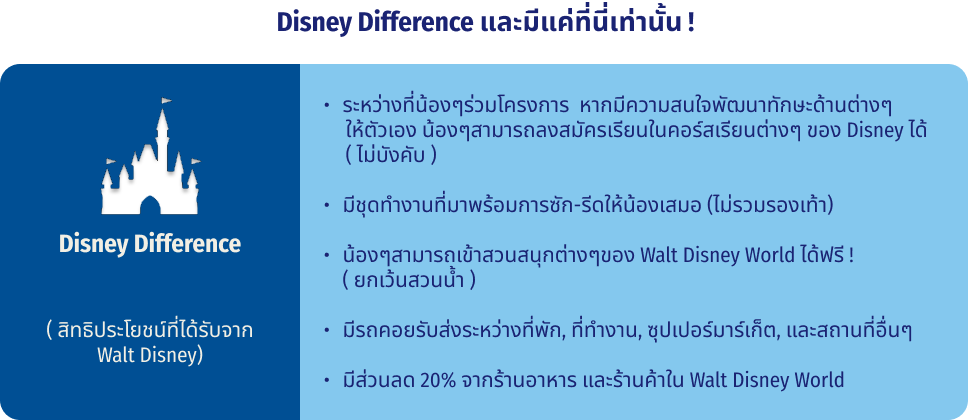 Disney Difference และมีแค่ที่นี่เท่านั้น !
Disney Difference
( สิทธิประโยชน์ที่ได้รับจาก
Walt Disney)
• ระหว่างที่น้องๆร่วมโครงการ หากมีความสนใจพัฒนาทักษะด้านต่างๆ
ให้ตัวเอง น้องๆสามารถลงสมัครเรียนในคอร์สเรียนต่างๆ ของ Disney ได้
( ไม่บังคับ )
• มีชุดทำงานที่มาพร้อมการซัก-รีดให้น้องเสมอ (ไม่รวมรองเท้า)
• น้องๆสามารถเข้าสวนสนุกต่างๆของ Walt Disney World ได้ฟรี !
( ยกเว้นสวนน้ำ )
• มีรถคอยรับส่งระหว่างที่พัก, ที่ทำงาน, ซุปเปอร์มาร์เก็ต, และสถานที่อื่นๆ
• มีส่วนลด 20% จากร้านอาหาร และร้านค้าใน Walt Disney World